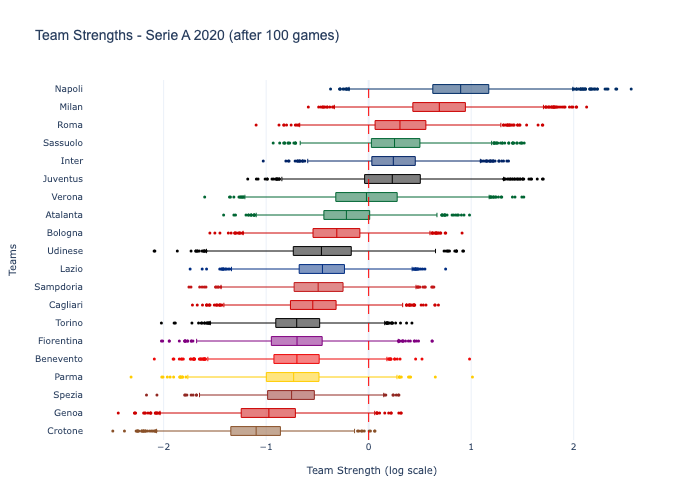 Team Strengths - Serie A 2020 (after 100 games)
Napoli
Milan
Roma
Sassuolo
Inter
Juventus
Verona
Atalanta
Bologna
Udinese
Lazio
Sampdoria
Cagliari
Torino
Fiorentina
Benevento
Parma
Spezia
Genoa
Crotone
Teams
−2 −1 0 1 2
Team Strength (log scale)